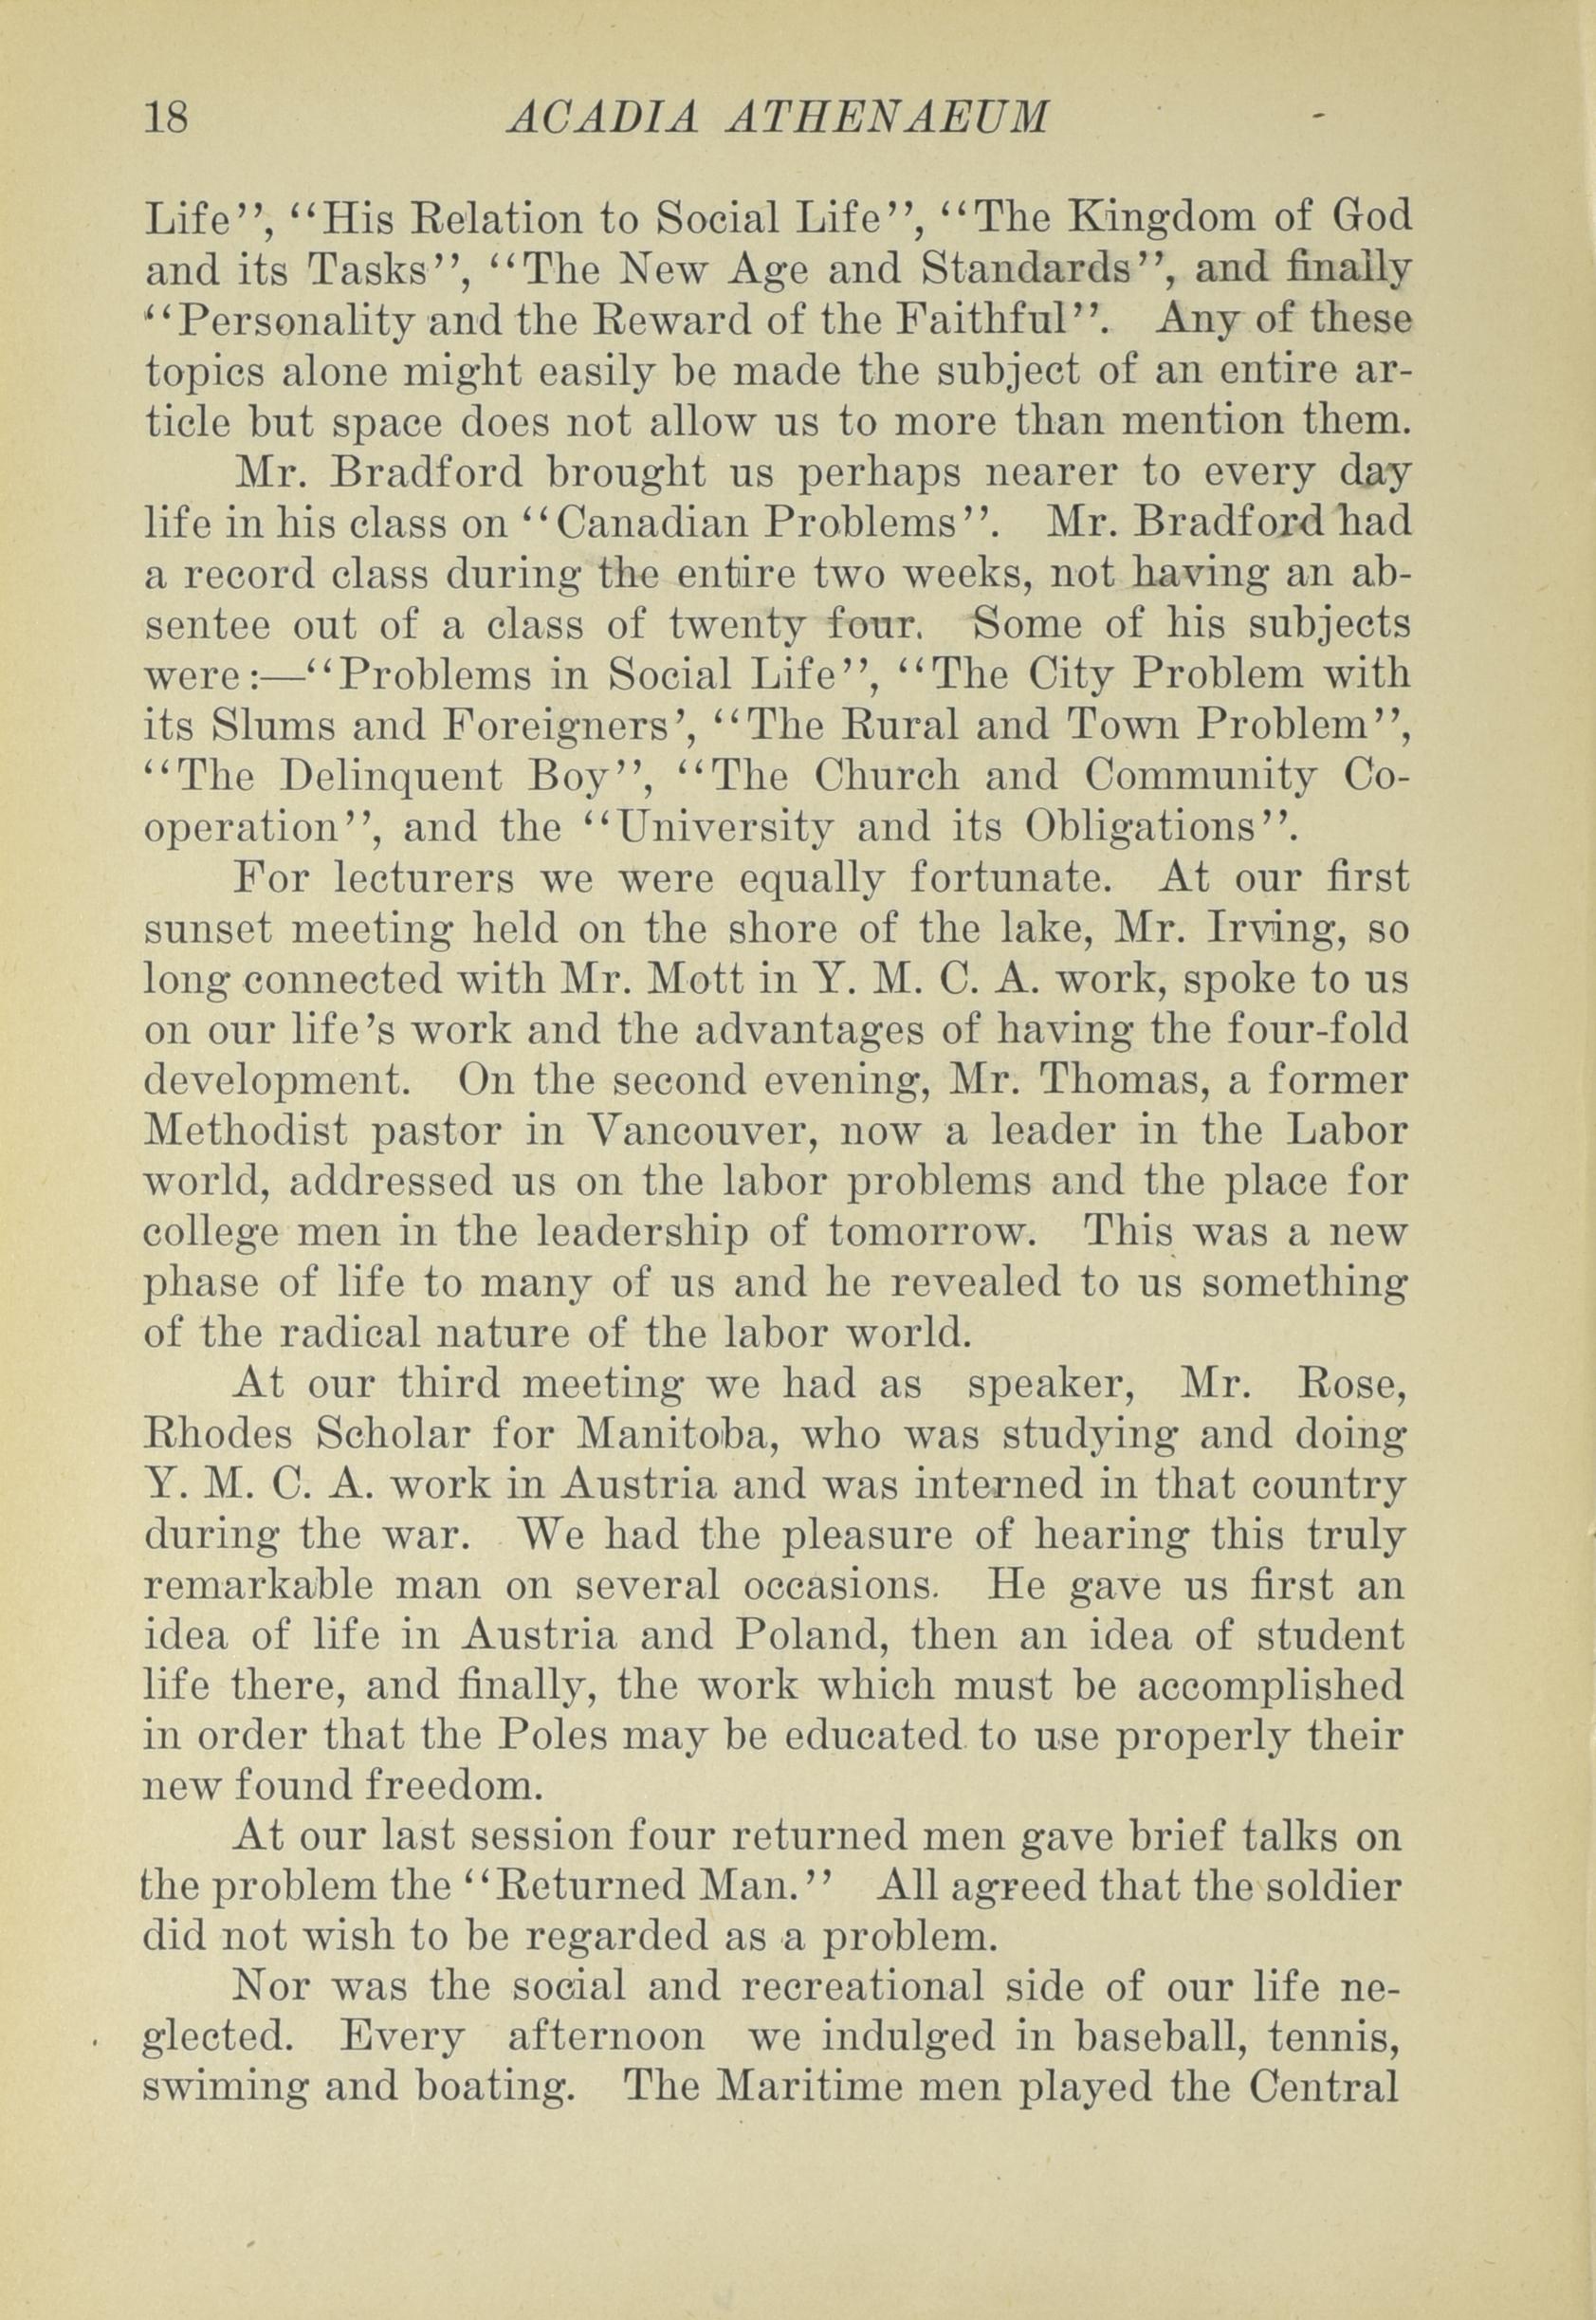 18 ACADIA ATHENAEUM
Life", "His Relation to Social Life", "The Kingdom of God
and its Tasks", "The New Age and Standards", and finally
"Personality and the Reward of the Faithful". Any of these
topics alone might easily be made the subject of an entire ar-
ticle but space does not allow us to more than mention them.
Mr. Bradford brought us perhaps nearer to every day
life in his class on "Canadian Problems". Mr. Bradford had
a record class during the entire two weeks, not having an ab-
sentee out of a class of twenty four. Some of his subjects
were:—"Problems in Social Life", "The City Problem with
its Slums and Foreigners', "The Rural and Town Problem",
"The Delinquent Boy", "The Church and Community Co-
operation", and the "University and its Obligations".
For lecturers we were equally fortunate. At our first
sunset meeting held on the shore of the lake, Mr. Irving, so
long connected with Mr. Mott in Y. M. C. A. work, spoke to us
on our life's work and the advantages of having the four-fold
development. On the second evening, Mr. Thomas, a former
Methodist pastor in Vancouver, now a leader in the Labor
world, addressed us on the labor problems and the place for
college men in the leadership of tomorrow. This was a new
phase of life to many of us and he revealed to us something
of the radical nature of the labor world.
At our third meeting we had as speaker, Mr. Rose,
Rhodes Scholar for Manitoba, who was studying and doing
Y. M. C. A. work in Austria and was interned in that country
during the war. We had the pleasure of hearing this truly
remarkable man on several occasions. He gave us first an
idea of life in Austria and Poland, then an idea of student
life there, and finally, the work which must be accomplished
in order that the Poles may be educated to use properly their
new found freedom.
At our last session four returned men gave brief talks on
the problem the "Returned Man." All agreed that the soldier
did not wish to be regarded as a problem.
Nor was the social and recreational side of our life ne-
glected. Every afternoon we indulged in baseball, tennis,
swiming and boating. The Maritime men played the Central